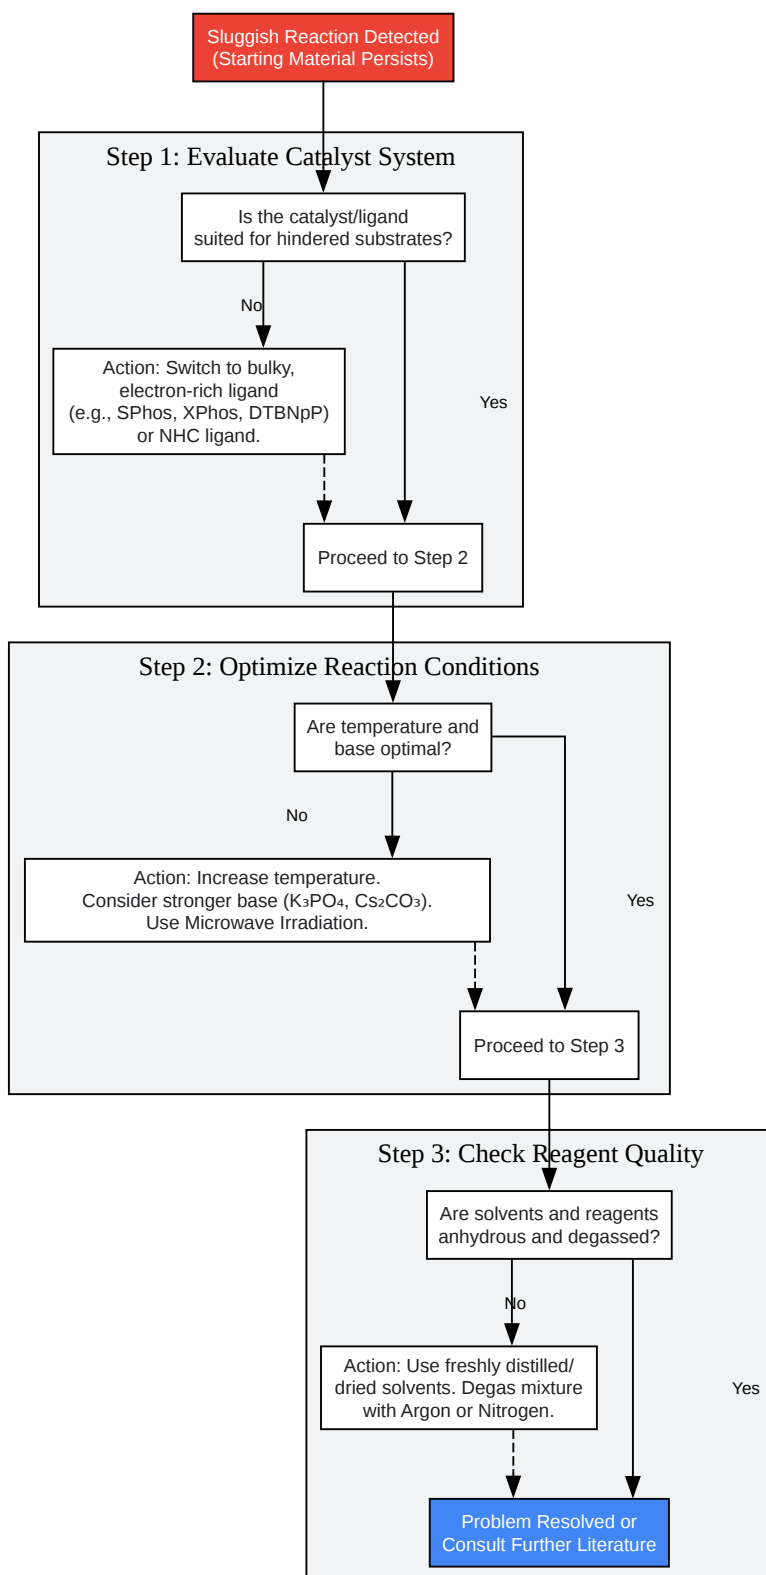 Sluggish Reaction Detected
(Starting Material Persists)
Step 1: Evaluate Catalyst System
Is the catalyst/ligand
suited for hindered substrates?
No
Action: Switch to bulky,
electron-rich ligand
(e.g., SPhos, XPhos, DTBNpP)
or NHC ligand.
Yes
Proceed to Step 2
Step 2: Optimize Reaction Conditions
Are temperature and
base optimal?
No
Action: Increase temperature.
Consider stronger base (K₃PO₄, Cs₂CO₃).
Use Microwave Irradiation.
Yes
Proceed to Step 3
Step 3: Check Reagent Quality
Are solvents and reagents
anhydrous and degassed?
No
Action: Use freshly distilled/
dried solvents. Degas mixture
with Argon or Nitrogen.
Yes
Problem Resolved or
Consult Further Literature